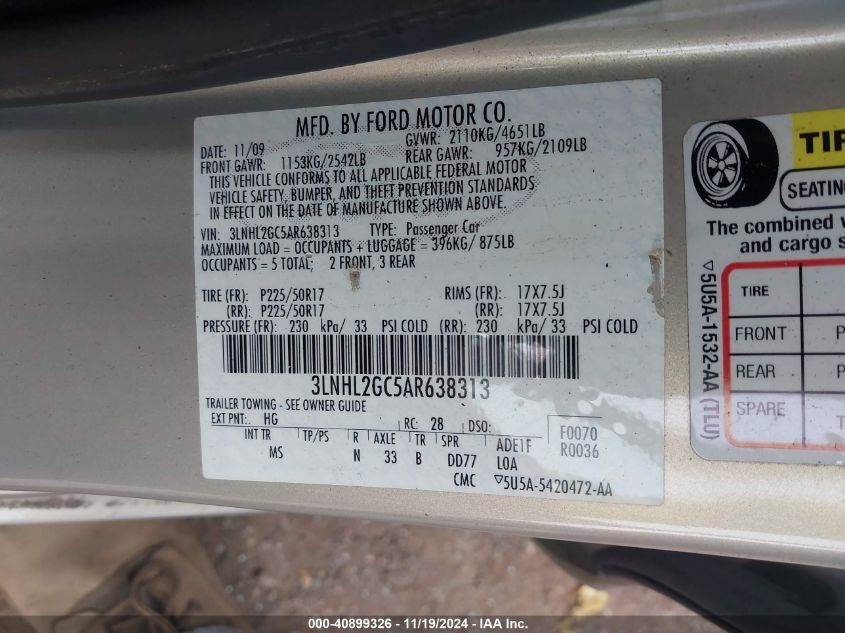 MFD. BY FORD MOTOR CO.
DATE: 11/09 GVWR: 2110KG/4651LB
FRONT GAWR: 1153KG/2542LB REAR GAWR: 957KG/2109LB
THIS VEHICLE CONFORMS TO ALL APPLICABLE FEDERAL MOTOR
VEHICLE SAFETY, BUMPER, AND THEFT PREVENTION STANDARDS
IN EFFECT ON THE DATE OF MANUFACTURE SHOWN ABOVE.
VIN: 3LNHL2GC5AR638313 TYPE: Passenger Car
MAXIMUM LOAD = OCCUPANTS + LUGGAGE = 396KG/ 875LB
OCCUPANTS = 5 TOTAL; 2 FRONT, 3 REAR
TIRE (FR): P225/50R17 RIMS (FR): 17X7.5J
(RR): P225/50R17 (RR): 17X7.5J
PRESSURE (FR): 230 kPa/ 33 PSI COLD (RR): 230 kPa/ 33 PSI COLD
3LNHL2GC5AR638313
TRAILER TOWING - SEE OWNER GUIDE
EXT PNT: HG RC: 28 DSO: F0070
INT TR TP/PS R AXLE TR SPR ADE1F R0036
MS N 33 B DD77 LOA
CMC 5U5A-5420472-AA
TIR
SEATING
The combined
and cargo
TIRE
FRONT P
REAR P
SPARE T
5U5A-1532-AA (TLU)
000-40899326 - 11/19/2024 - IAA Inc.